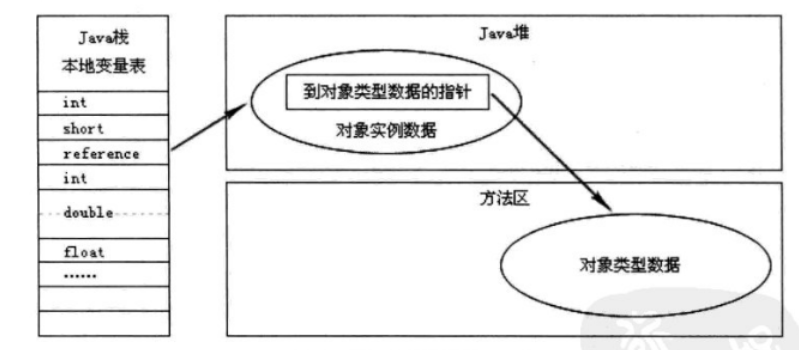 Java栈
本地变量表
int
short
reference
int
double
float
......
Java堆
到对象类型数据的指针
对象实例数据
方法区
对象类型数据